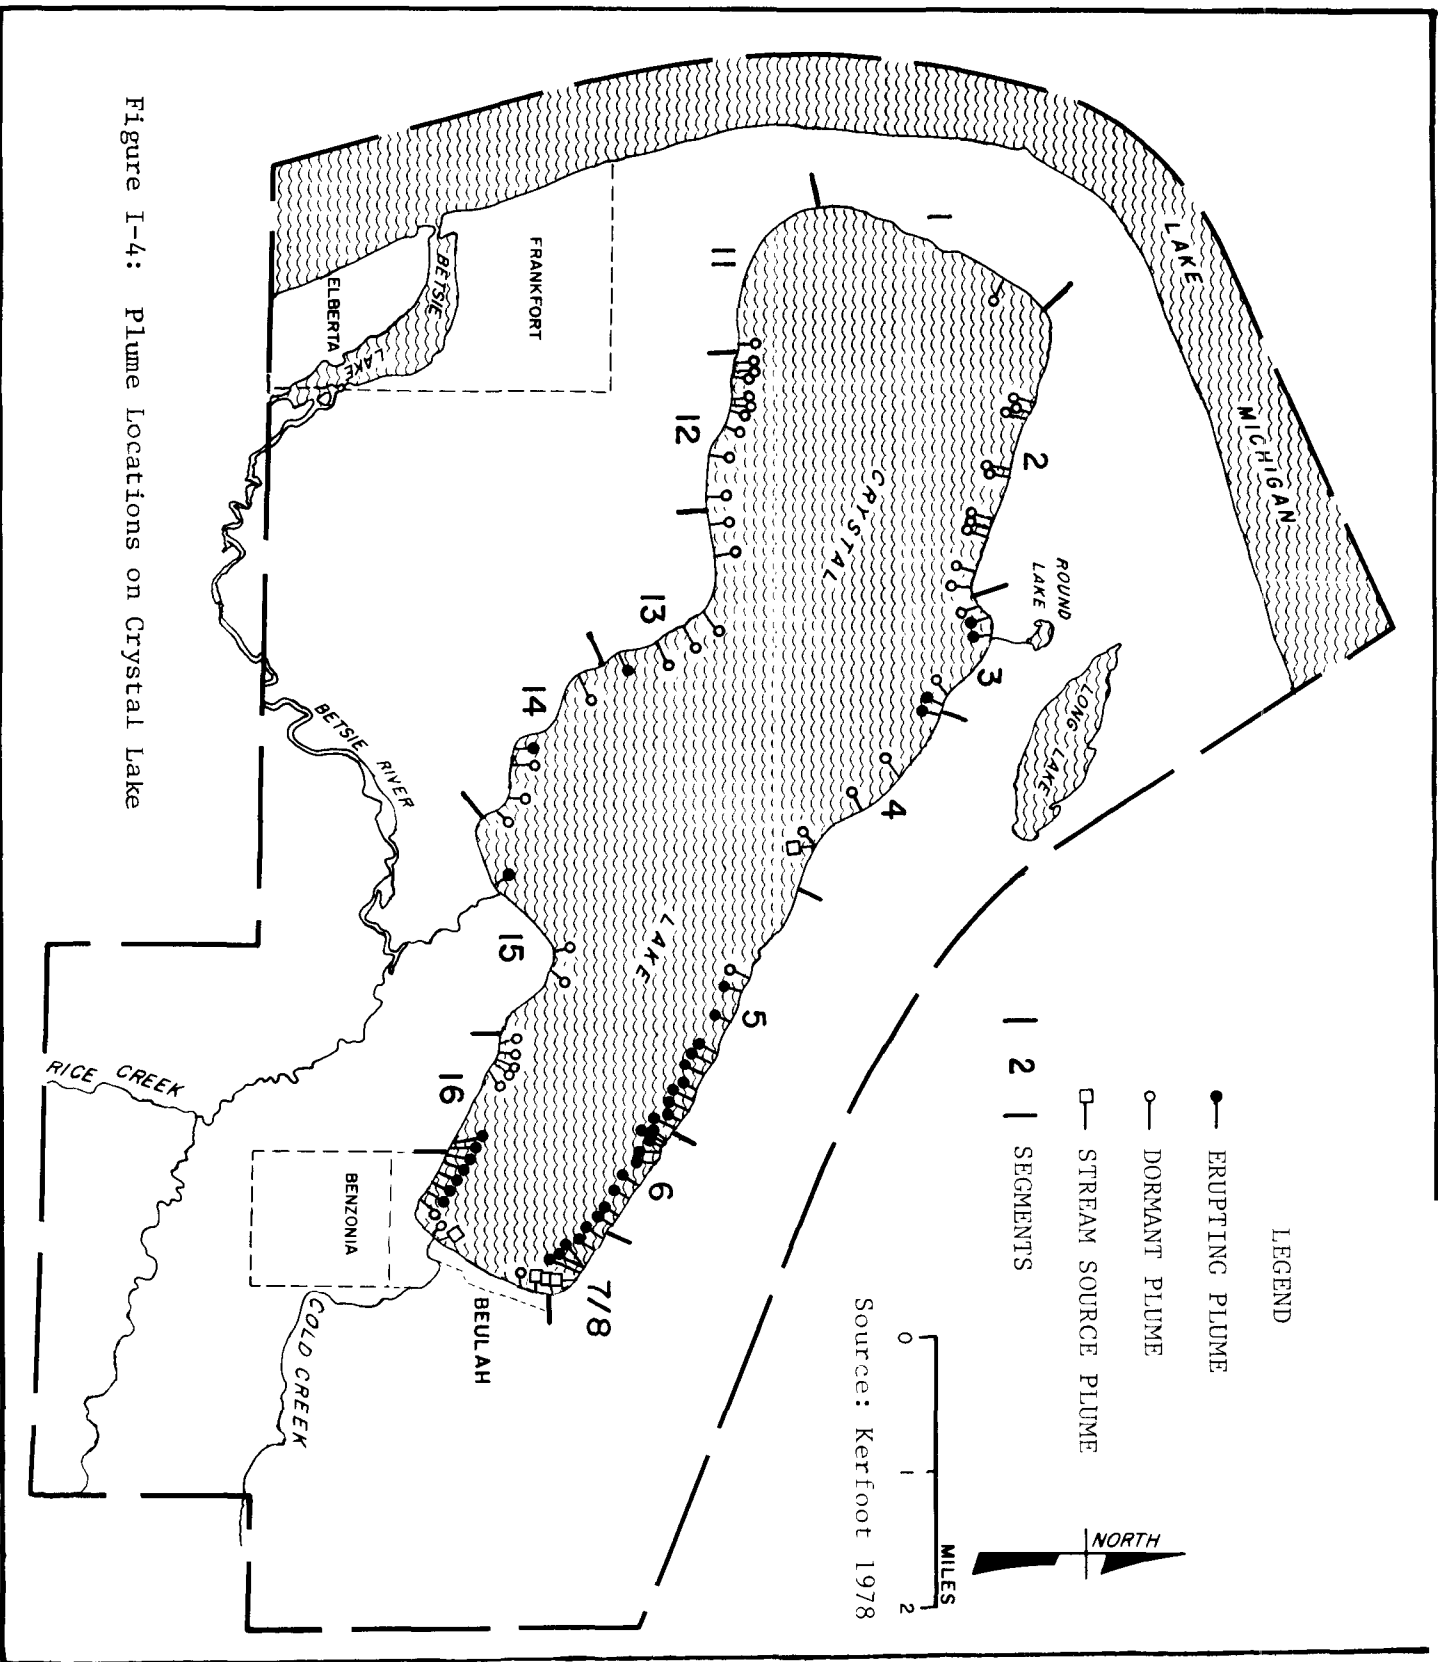 LEGEND
ERUPTING PLUME
DORMANT PLUME
STREAM SOURCE PLUME
2 SEGMENTS
NORTH
0 1 2
MILES
Source: Kerfoot 1978
LAKE MICHIGAN
ROUND
LAKE
LONG LAKE
CRYSTAL LAKE
1
2
3
4
5
6
7/8
11
12
13
14
15
16
FRANKFORT
BETSIE LAKE
ELBERTA
BETSIE RIVER
RICE CREEK
BENZONIA
BEULAH
COLD CREEK
Figure I-4: Plume Locations on Crystal Lake